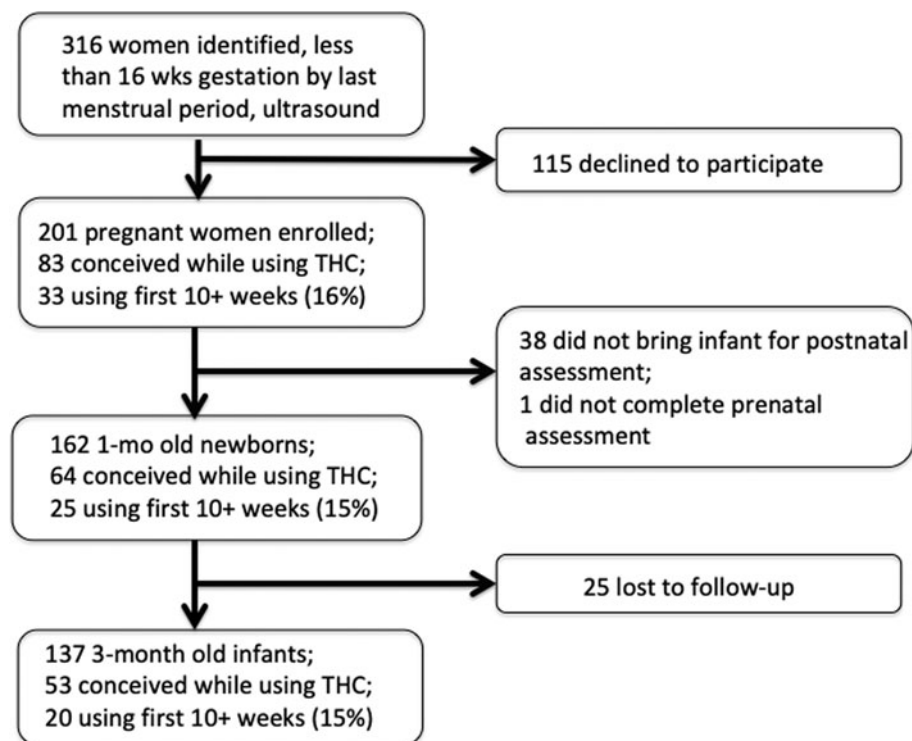 316 women identified, less
than 16 wks gestation by last
menstrual period, ultrasound
115 declined to participate
201 pregnant women enrolled;
83 conceived while using THC;
33 using first 10+ weeks (16%)
38 did not bring infant for postnatal
assessment;
1 did not complete prenatal
assessment
162 1-mo old newborns;
64 conceived while using THC;
25 using first 10+ weeks (15%)
25 lost to follow-up
137 3-month old infants;
53 conceived while using THC;
20 using first 10+ weeks (15%)